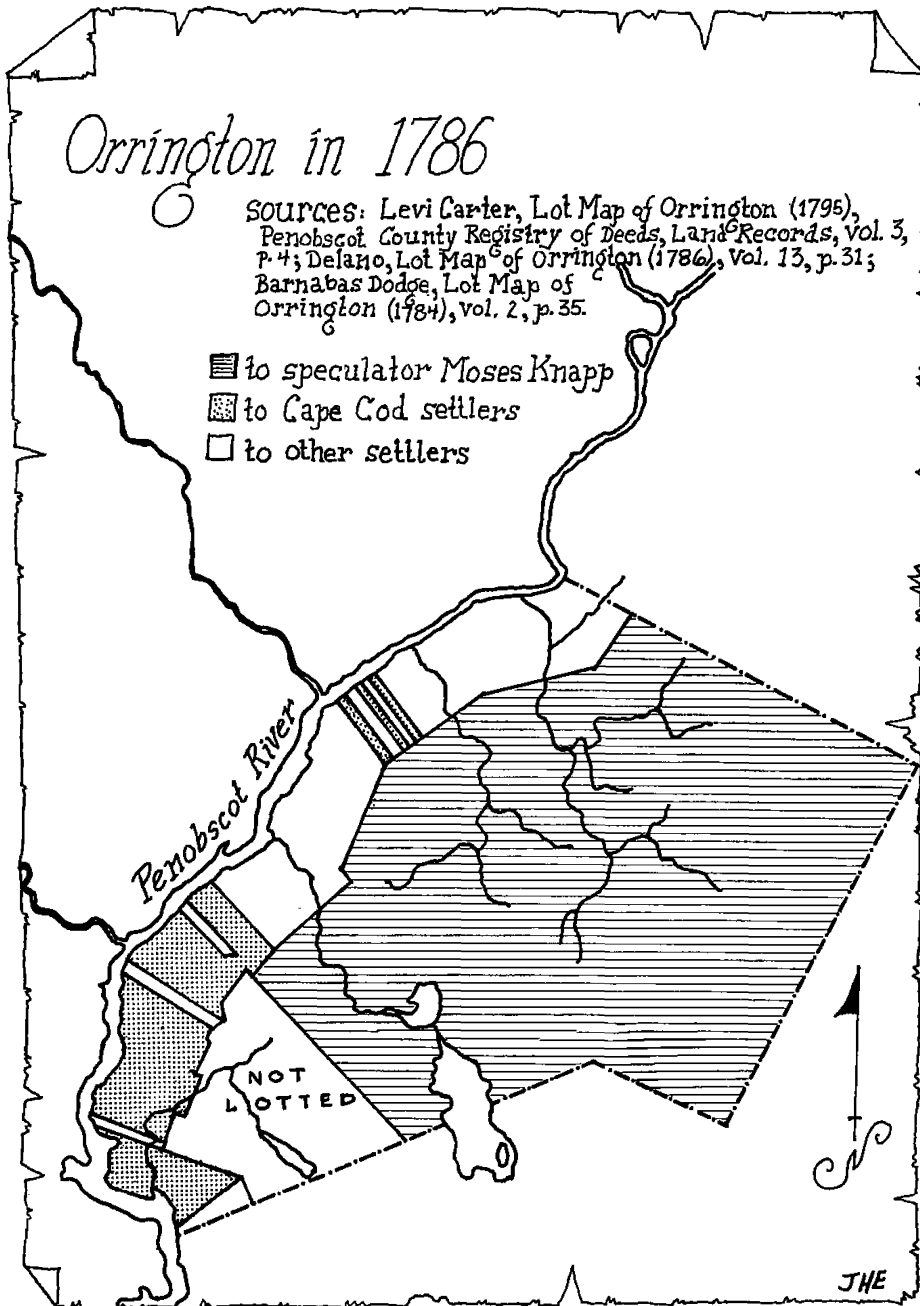 Orrington in 1786
SOURCES: Levi Carter, Lot Map of Orrington (1795),
Penobscot County Registry of Deeds, Land Records, vol. 3,
p. 4; Delano, Lot Map of Orrington (1786), vol. 13, p. 31;
Barnabas Dodge, Lot Map of
Orrington (1784), vol. 2, p. 35.
to speculator Moses Knapp
to Cape Cod settlers
to other settlers
Penobscot River
NOT
LOTTED
N
JHE